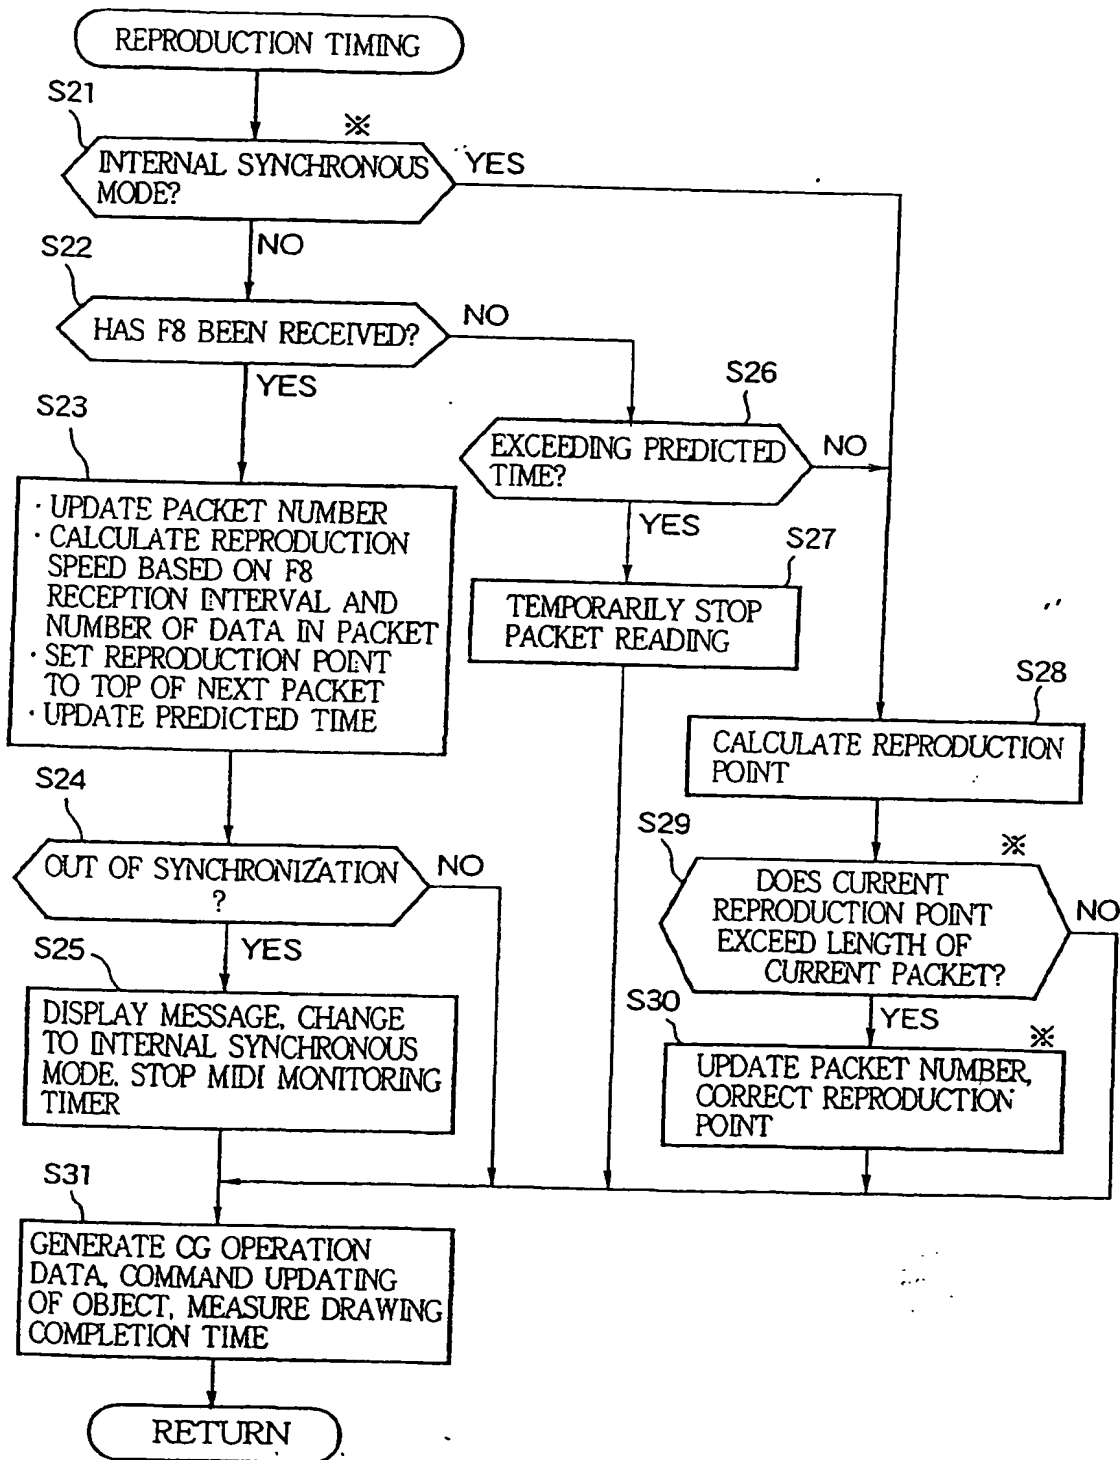 REPRODUCTION TIMING
S21
※
INTERNAL SYNCHRONOUS
MODE?
YES
NO
S22
HAS F8 BEEN RECEIVED?
NO
YES
S26
EXCEEDING PREDICTED
TIME?
NO
YES
S23
· UPDATE PACKET NUMBER
· CALCULATE REPRODUCTION
SPEED BASED ON F8
RECEPTION INTERVAL AND
NUMBER OF DATA IN PACKET
· SET REPRODUCTION POINT
TO TOP OF NEXT PACKET
· UPDATE PREDICTED TIME
S27
TEMPORARILY STOP
PACKET READING
S28
CALCULATE REPRODUCTION
POINT
S24
OUT OF SYNCHRONIZATION
?
NO
YES
S29
※
DOES CURRENT
REPRODUCTION POINT
EXCEED LENGTH OF
CURRENT PACKET?
NO
YES
S25
DISPLAY MESSAGE, CHANGE
TO INTERNAL SYNCHRONOUS
MODE. STOP MIDI MONITORING
TIMER
S30
※
UPDATE PACKET NUMBER,
CORRECT REPRODUCTION
POINT
S31
GENERATE CG OPERATION
DATA, COMMAND UPDATING
OF OBJECT, MEASURE DRAWING
COMPLETION TIME
RETURN